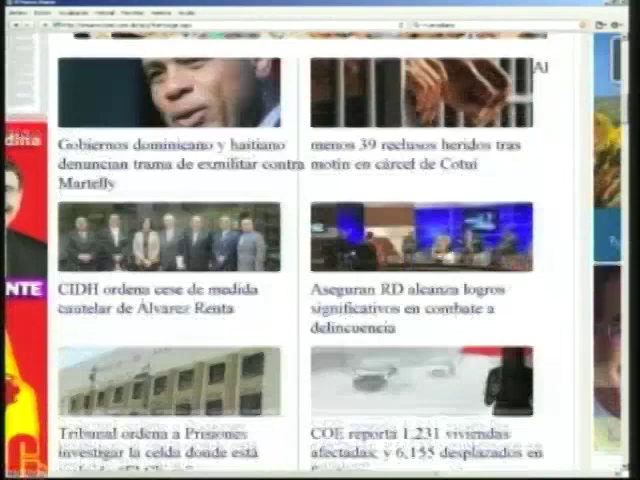 Al
Gobiernos dominicano y haitiano
denuncian trama de exmilitar contra
Martelly
menos 39 reclusos heridos tras
motín en cárcel de Cotuí
CIDH ordena cese de medida
cautelar de Álvarez Renta
Aseguran RD alcanza logros
significativos en combate a
delincuencia
Tribunal ordena a Prisiones
investigar la celda donde está
COE reporta 1,231 viviendas
afectadas y 6,155 desplazados en
NTE